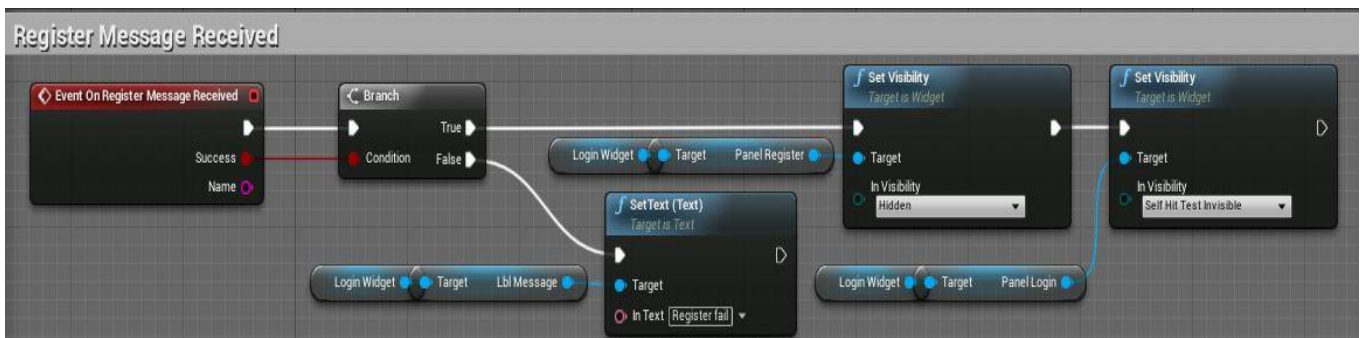 Register Message Received
Event On Register Message Received
Success
Name
Branch
True
Condition
False
Login Widget
Target
Panel Register
Set Visibility
Target is Widget
Target
In Visibility
Hidden
Set Visibility
Target is Widget
Target
In Visibility
Self Hit Test Invisible
SetText (Text)
Target is Text
Target
In Text
Register fail
Login Widget
Target
Lbl Message
Login Widget
Target
Panel Login